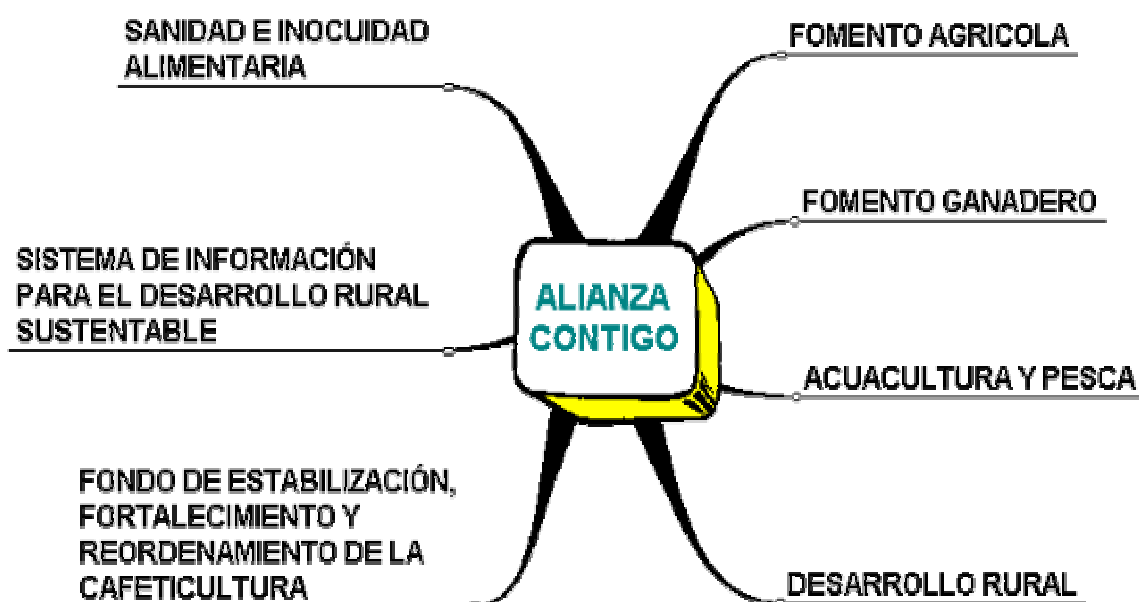 SANIDAD E INOCUIDAD
ALIMENTARIA
FOMENTO AGRICOLA
FOMENTO GANADERO
SISTEMA DE INFORMACIÓN
PARA EL DESARROLLO RURAL
SUSTENTABLE
ALIANZA
CONTIGO
ACUACULTURA Y PESCA
FONDO DE ESTABILIZACIÓN,
FORTALECIMIENTO Y
REORDENAMIENTO DE LA
CAFETICULTURA
DESARROLLO RURAL